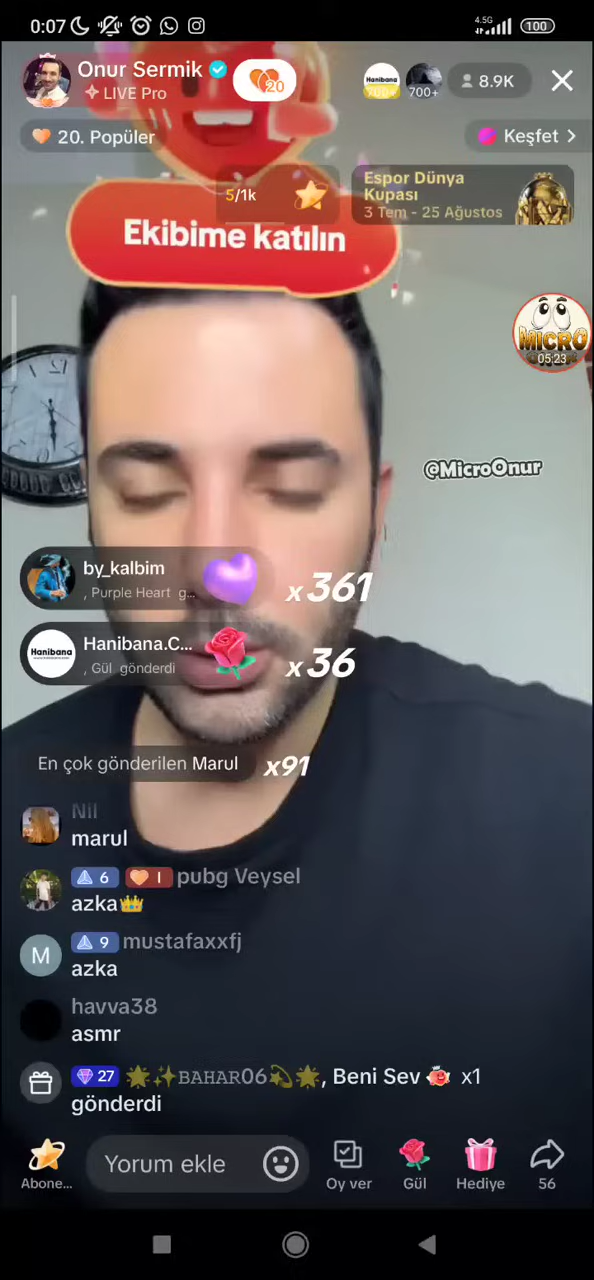 0:07
4.5G
100
Onur Sermik
LIVE Pro
20
Hanibana
700+
700+
8.9K
20. Popüler
Keşfet
5/1k
Espor Dünya
Kupası
3 Tem - 25 Ağustos
Ekibime katılın
MICRO
05:23
@MicroOnur
by_kalbim
, Purple Heart g...
x361
Hanibana
Hanibana.C...
, Gül gönderdi
x36
En çok gönderilen Marul x91
Nil
marul
6 I pubg Veysel
azka👑
M
9 mustafaxxfj
azka
havva38
asmr
27 🌟✨BAHAR06💫🌟, Beni Sev x1
gönderdi
Abone...
Yorum ekle
Oy ver
Gül
Hediye
56